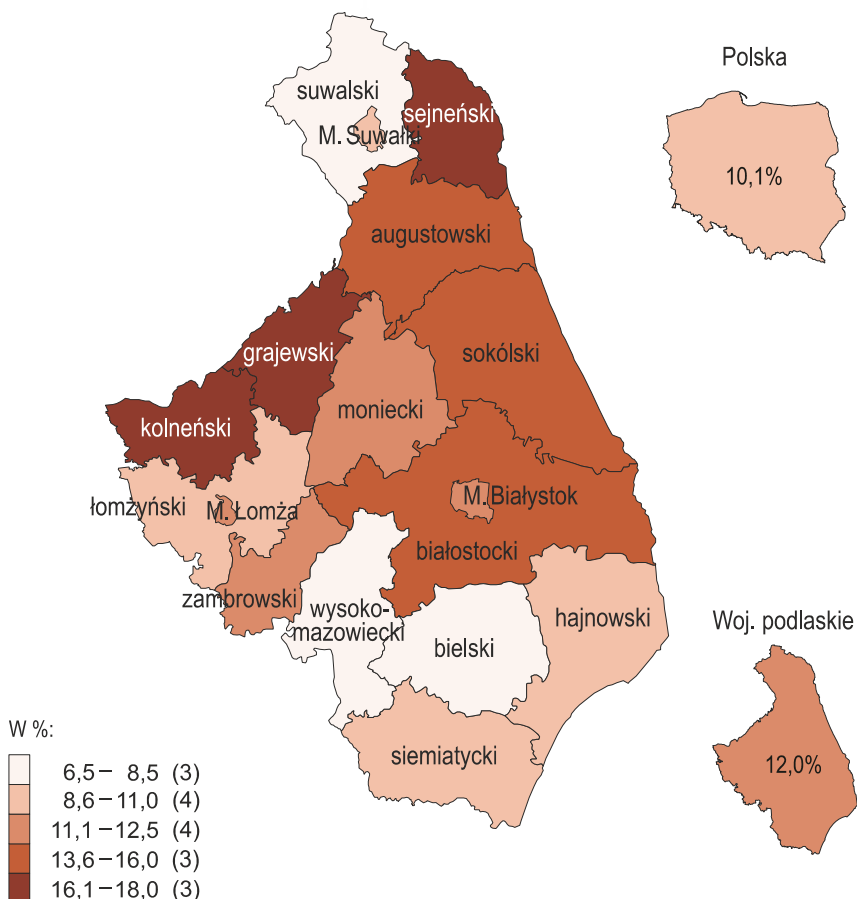 Polska
10,1%
suwalski
M. Suwałki
sejneński
augustowski
grajewski
sokólski
moniecki
kolneński
łomżyński
M. Łomża
M. Białystok
białostocki
zambrowski
wysoko-
mazowiecki
bielski
hajnowski
siemiatycki
Woj. podlaskie
12,0%
W %:
6,5 – 8,5 (3)
8,6 – 11,0 (4)
11,1 – 12,5 (4)
13,6 – 16,0 (3)
16,1 – 18,0 (3)